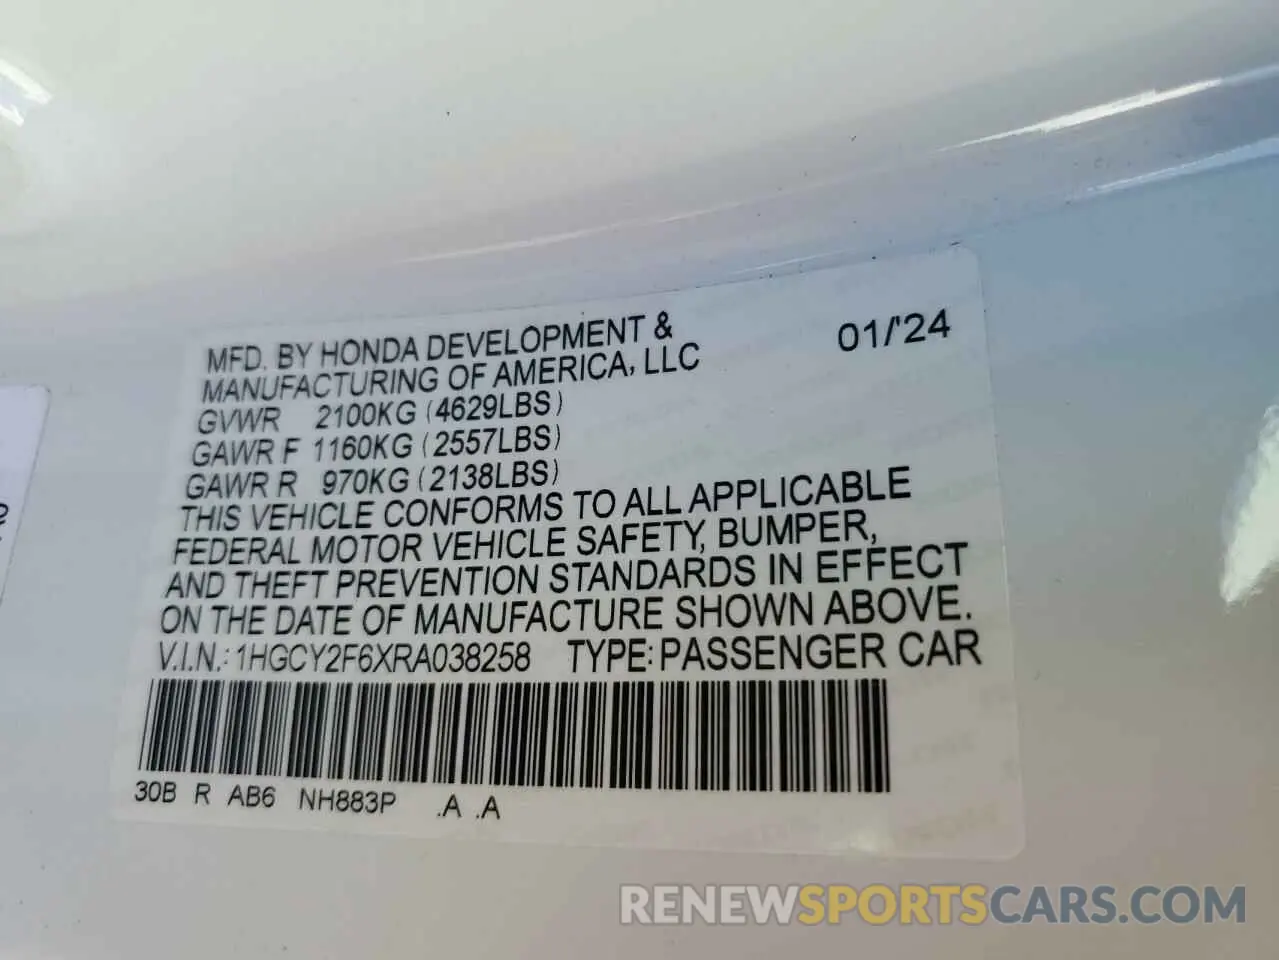 MFD. BY HONDA DEVELOPMENT & 01/'24
MANUFACTURING OF AMERICA, LLC
GVWR 2100KG (4629LBS)
GAWR F 1160KG (2557LBS)
GAWR R 970KG (2138LBS)
THIS VEHICLE CONFORMS TO ALL APPLICABLE
FEDERAL MOTOR VEHICLE SAFETY, BUMPER,
AND THEFT PREVENTION STANDARDS IN EFFECT
ON THE DATE OF MANUFACTURE SHOWN ABOVE.
V.I.N.: 1HGCY2F6XRA038258 TYPE: PASSENGER CAR
30B R AB6 NH883P .A .A
RENEWSPORTSCARS.COM